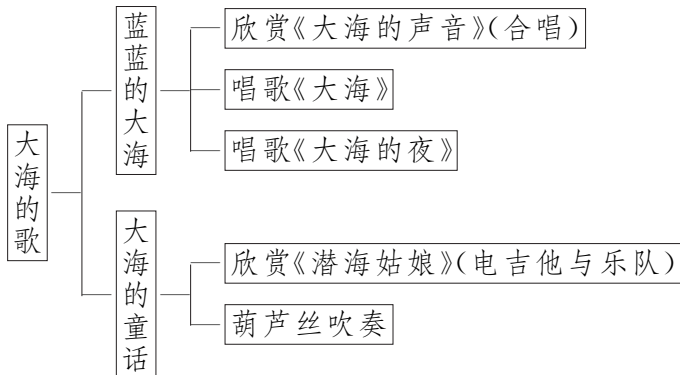 大海的歌
蓝蓝的大海
欣赏《大海的声音》(合唱)
唱歌《大海》
唱歌《大海的夜》
大海的童话
欣赏《潜海姑娘》(电吉他与乐队)
葫芦丝吹奏